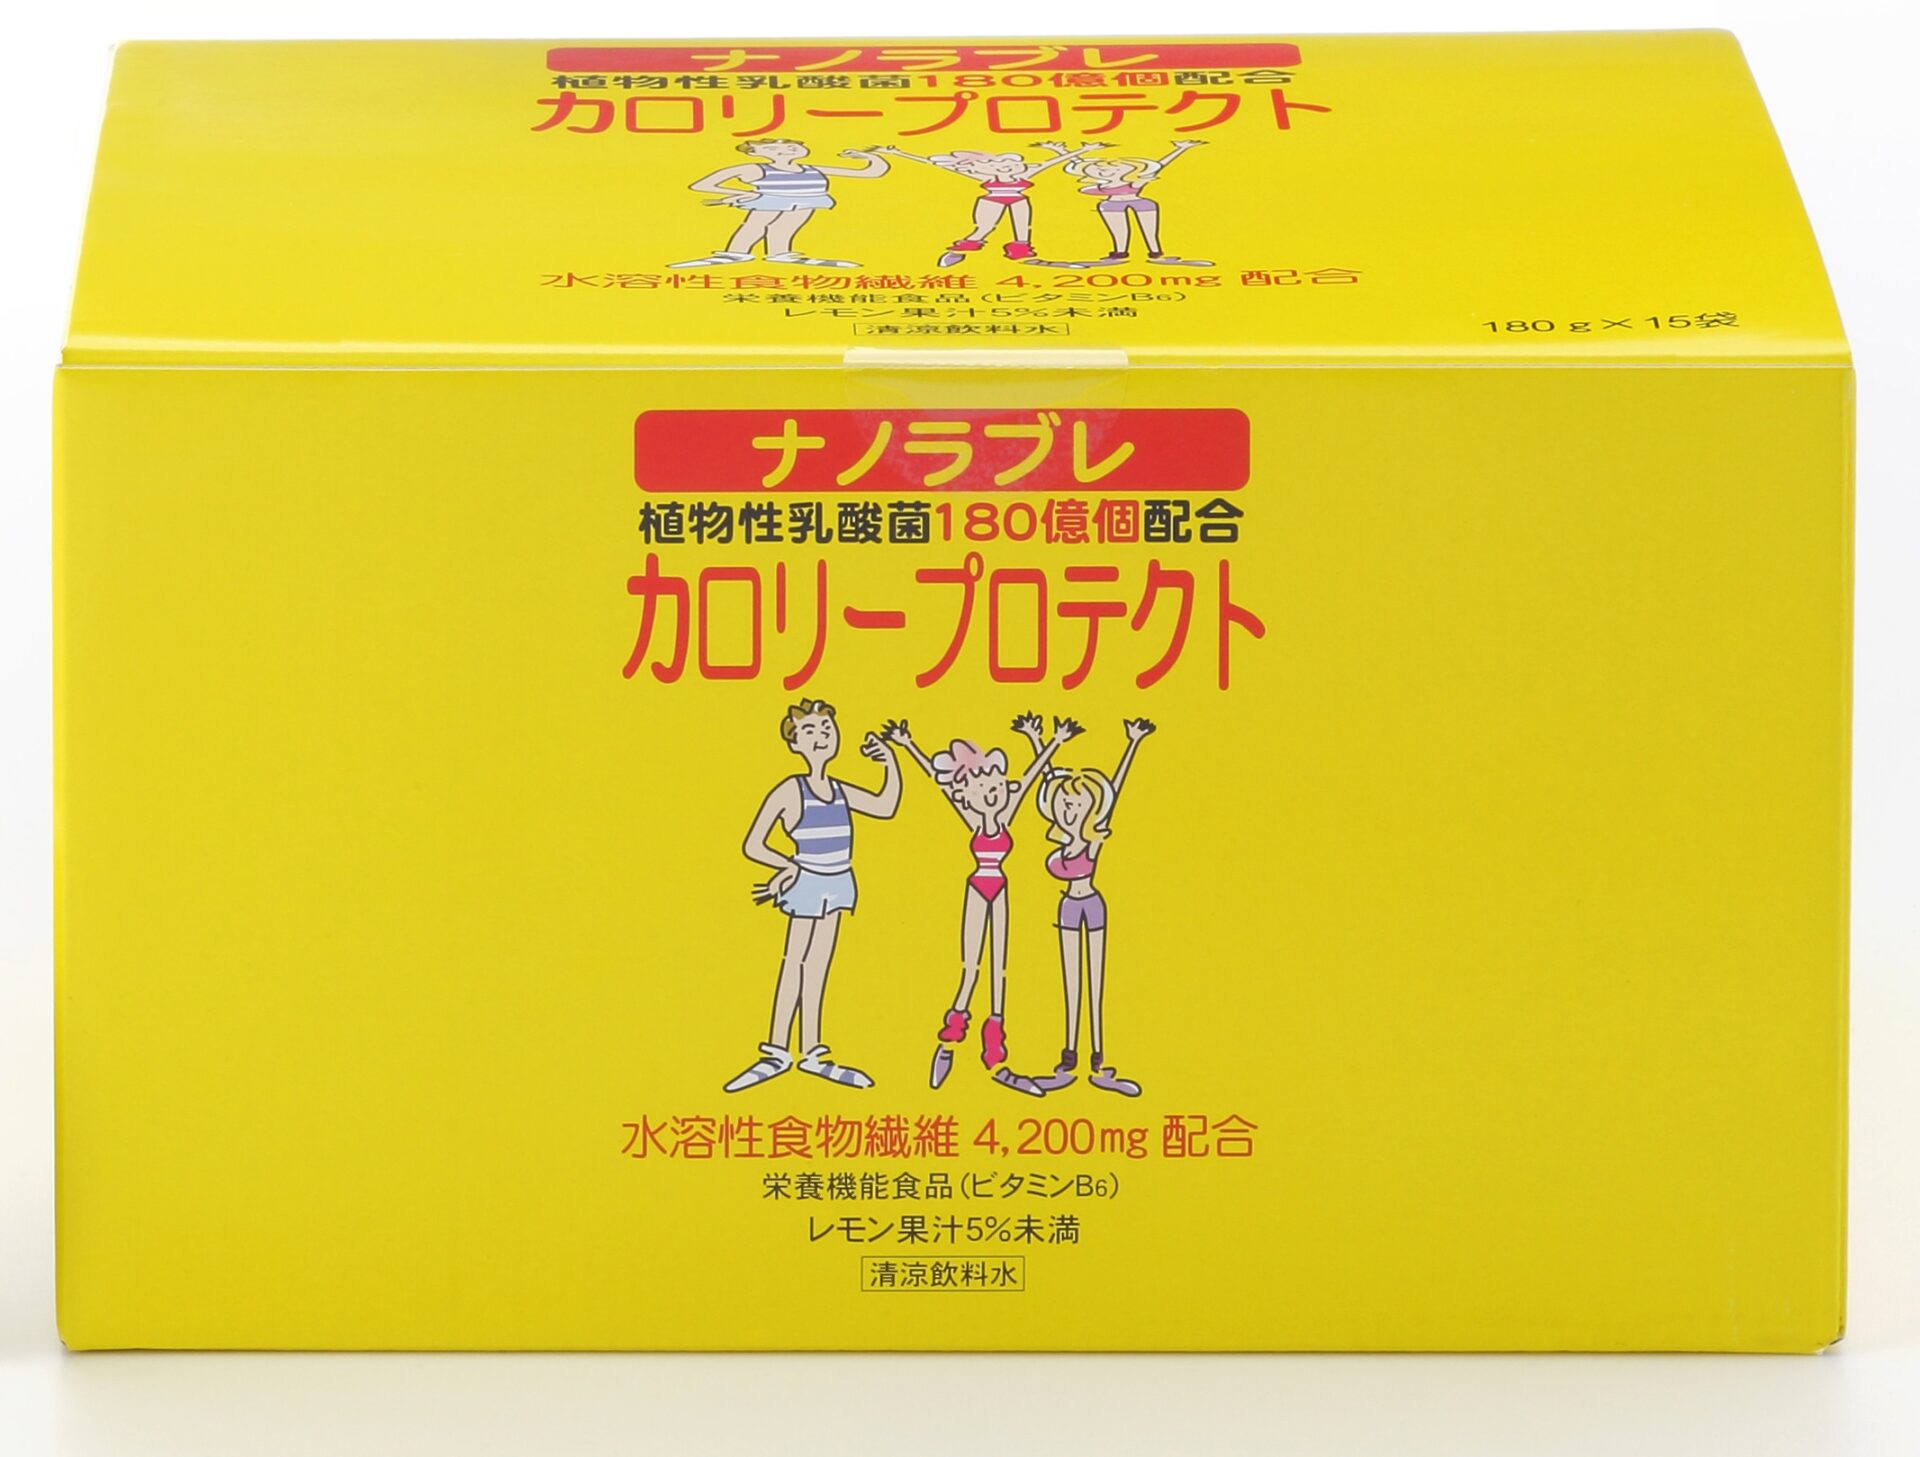 ナノラブレ
植物性乳酸菌180億個配合
カロリープロテクト
水溶性食物繊維 4,200mg 配合
栄養機能食品(ビタミンB6)
レモン果汁5%未満
清涼飲料水
180g×15袋
ナノラブレ
植物性乳酸菌180億個配合
カロリープロテクト
水溶性食物繊維 4,200mg 配合
栄養機能食品(ビタミンB6)
レモン果汁5%未満
清涼飲料水